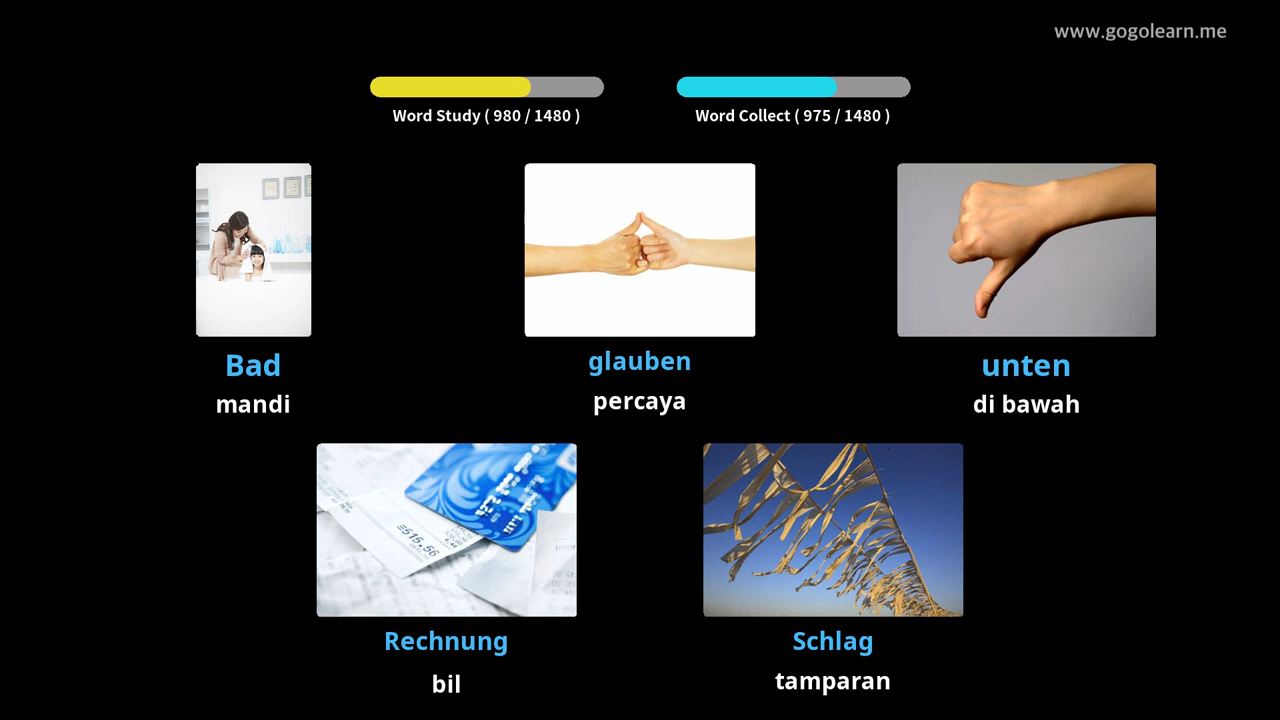 www.gogolearn.me
Word Study ( 980 / 1480 )
Word Collect ( 975 / 1480 )
Bad
mandi
glauben
percaya
unten
di bawah
Rechnung
bil
Schlag
tamparan